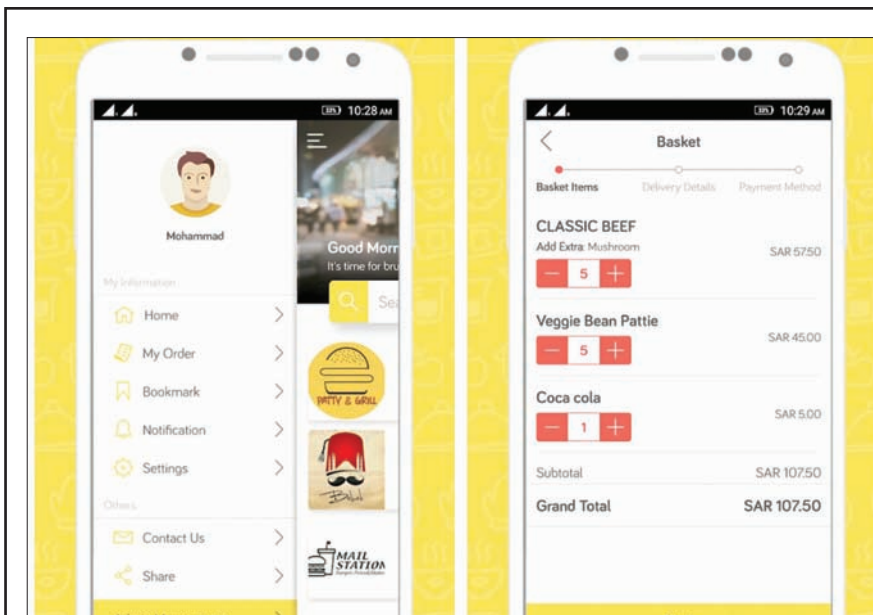 10:28 AM
Mohammad
My Information
Home
My Order
Bookmark
Notification
Settings
Others
Contact Us
Share
Good Morn
It's time for bru
Sea
PATTY & GRILL
MAIL
STATION
10:29 AM
Basket
Basket Items Delivery Details Payment Method
CLASSIC BEEF
Add Extra: Mushroom
SAR 57.50
5
Veggie Bean Pattie
SAR 45.00
5
Coca cola
SAR 5.00
1
Subtotal SAR 107.50
Grand Total SAR 107.50